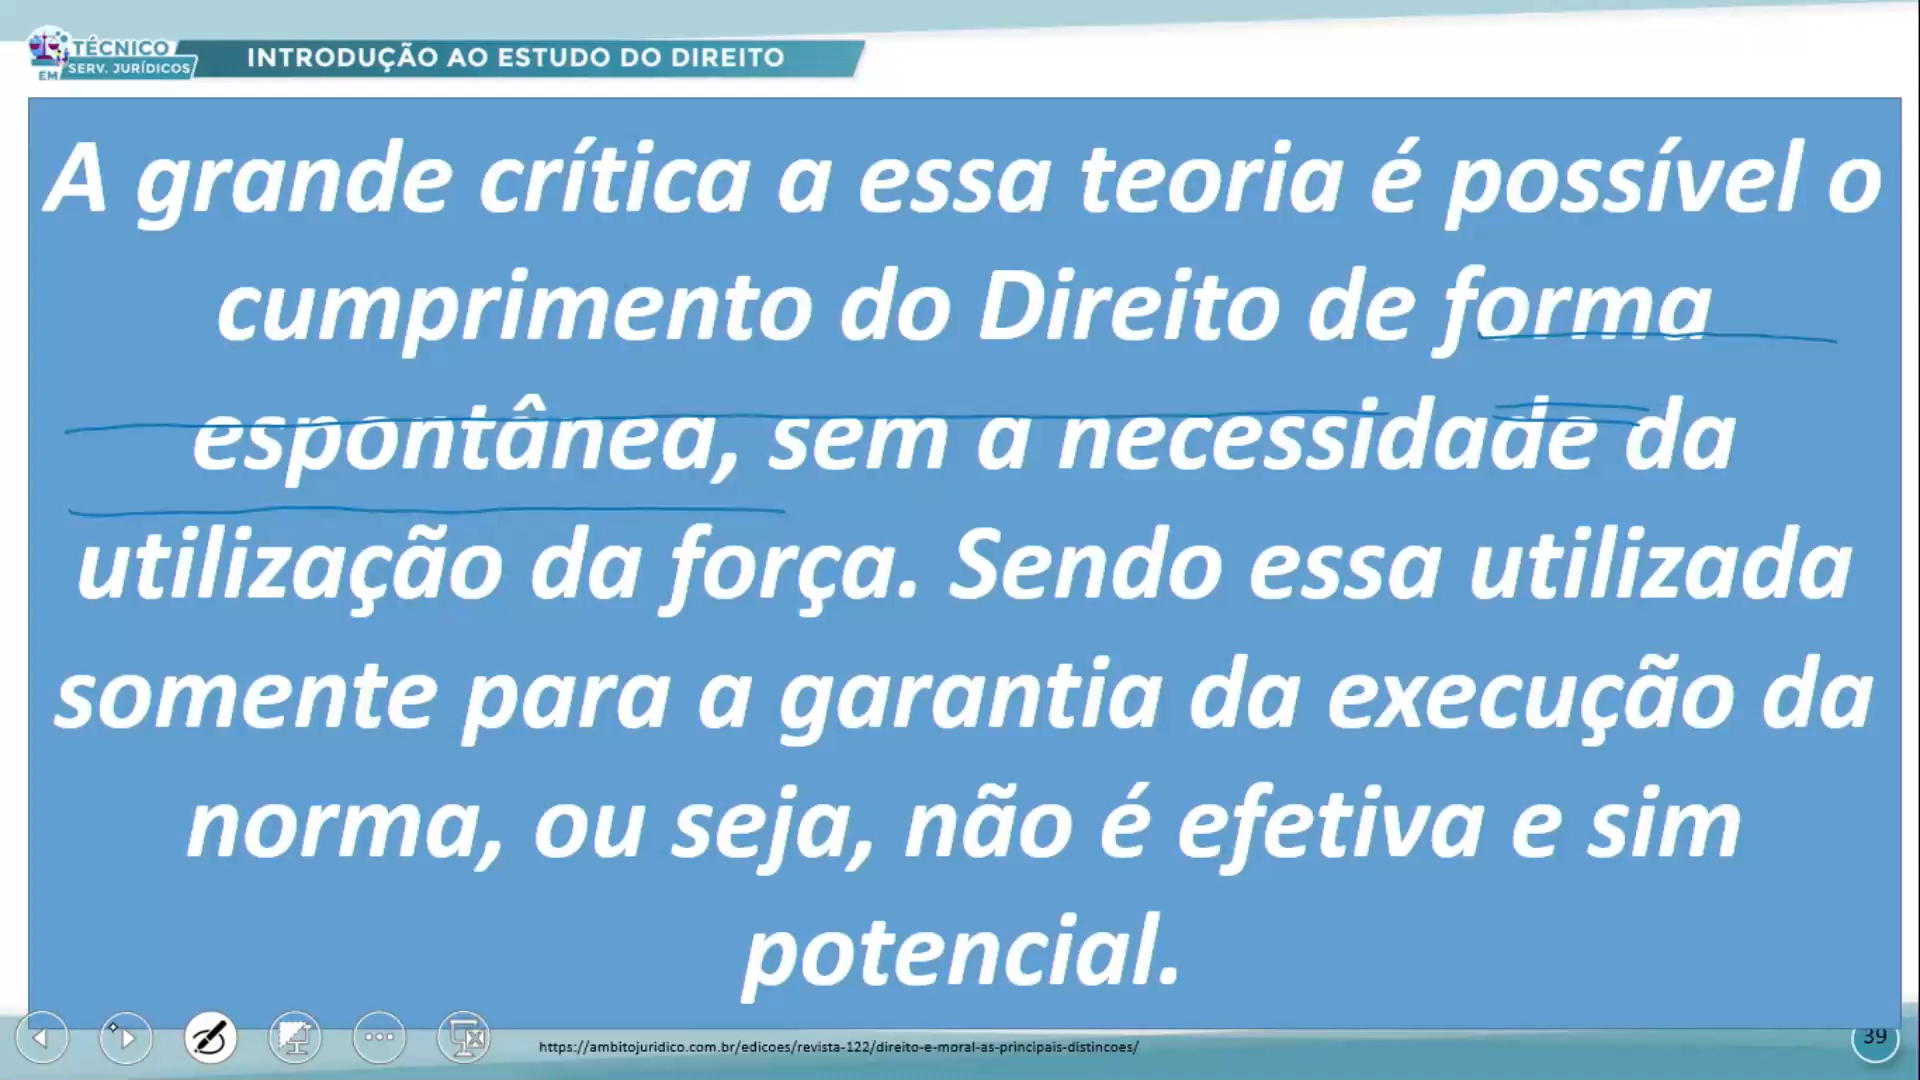 TÉCNICO
EM SERV. JURÍDICOS
INTRODUÇÃO AO ESTUDO DO DIREITO
A grande crítica a essa teoria é possível o
cumprimento do Direito de forma
espontânea, sem a necessidade da
utilização da força. Sendo essa utilizada
somente para a garantia da execução da
norma, ou seja, não é efetiva e sim
potencial.
https://ambitojuridico.com.br/edicoes/revista-122/direito-e-moral-as-principais-distincoes/
39